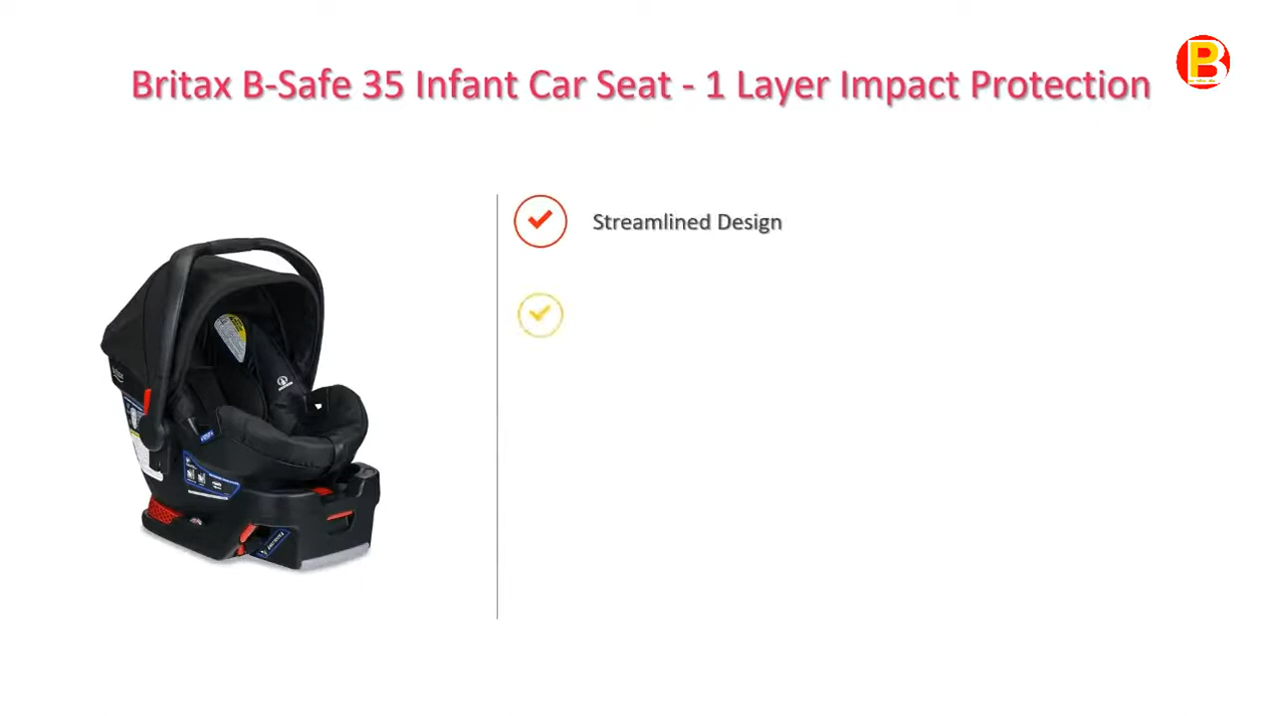 Britax B-Safe 35 Infant Car Seat - 1 Layer Impact Protection
B
Streamlined Design